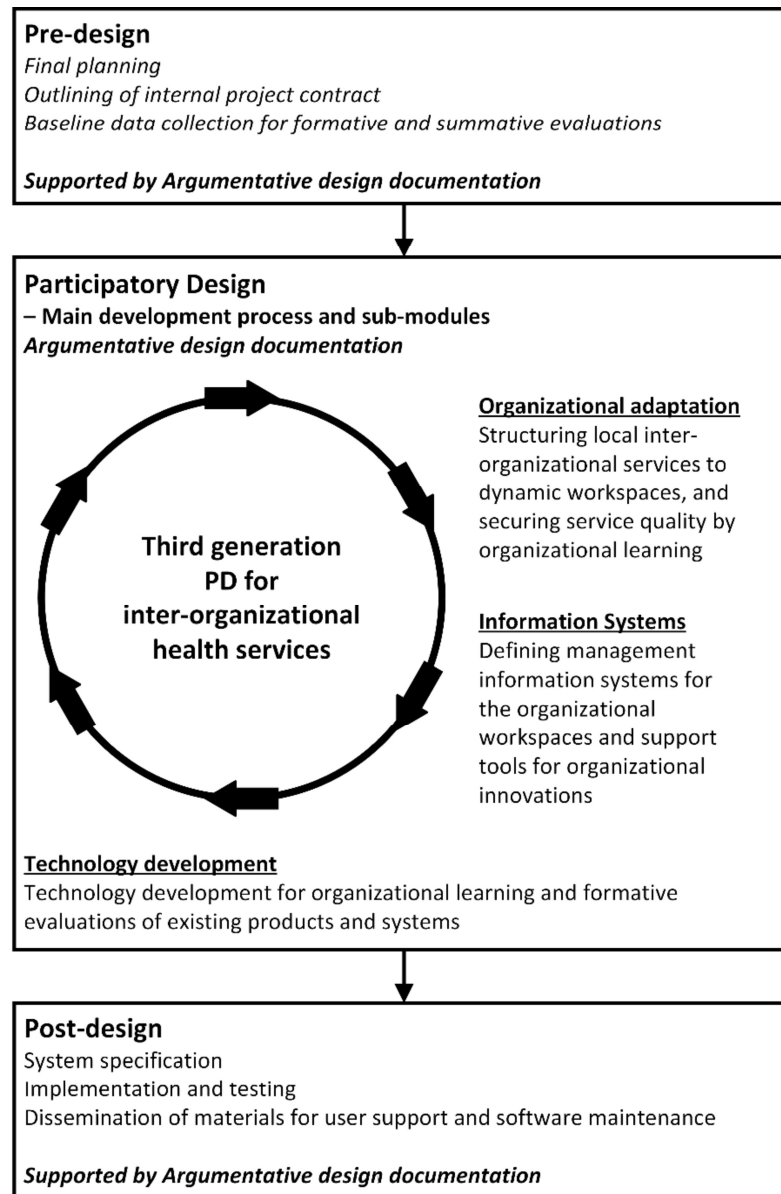 Pre-design
Final planning
Outlining of internal project contract
Baseline data collection for formative and summative evaluations
Supported by Argumentative design documentation
Participatory Design
– Main development process and sub-modules
Argumentative design documentation
Third generation
PD for
inter-organizational
health services
Organizational adaptation
Structuring local inter-
organizational services to
dynamic workspaces, and
securing service quality by
organizational learning
Information Systems
Defining management
information systems for
the organizational
workspaces and support
tools for organizational
innovations
Technology development
Technology development for organizational learning and formative
evaluations of existing products and systems
Post-design
System specification
Implementation and testing
Dissemination of materials for user support and software maintenance
Supported by Argumentative design documentation